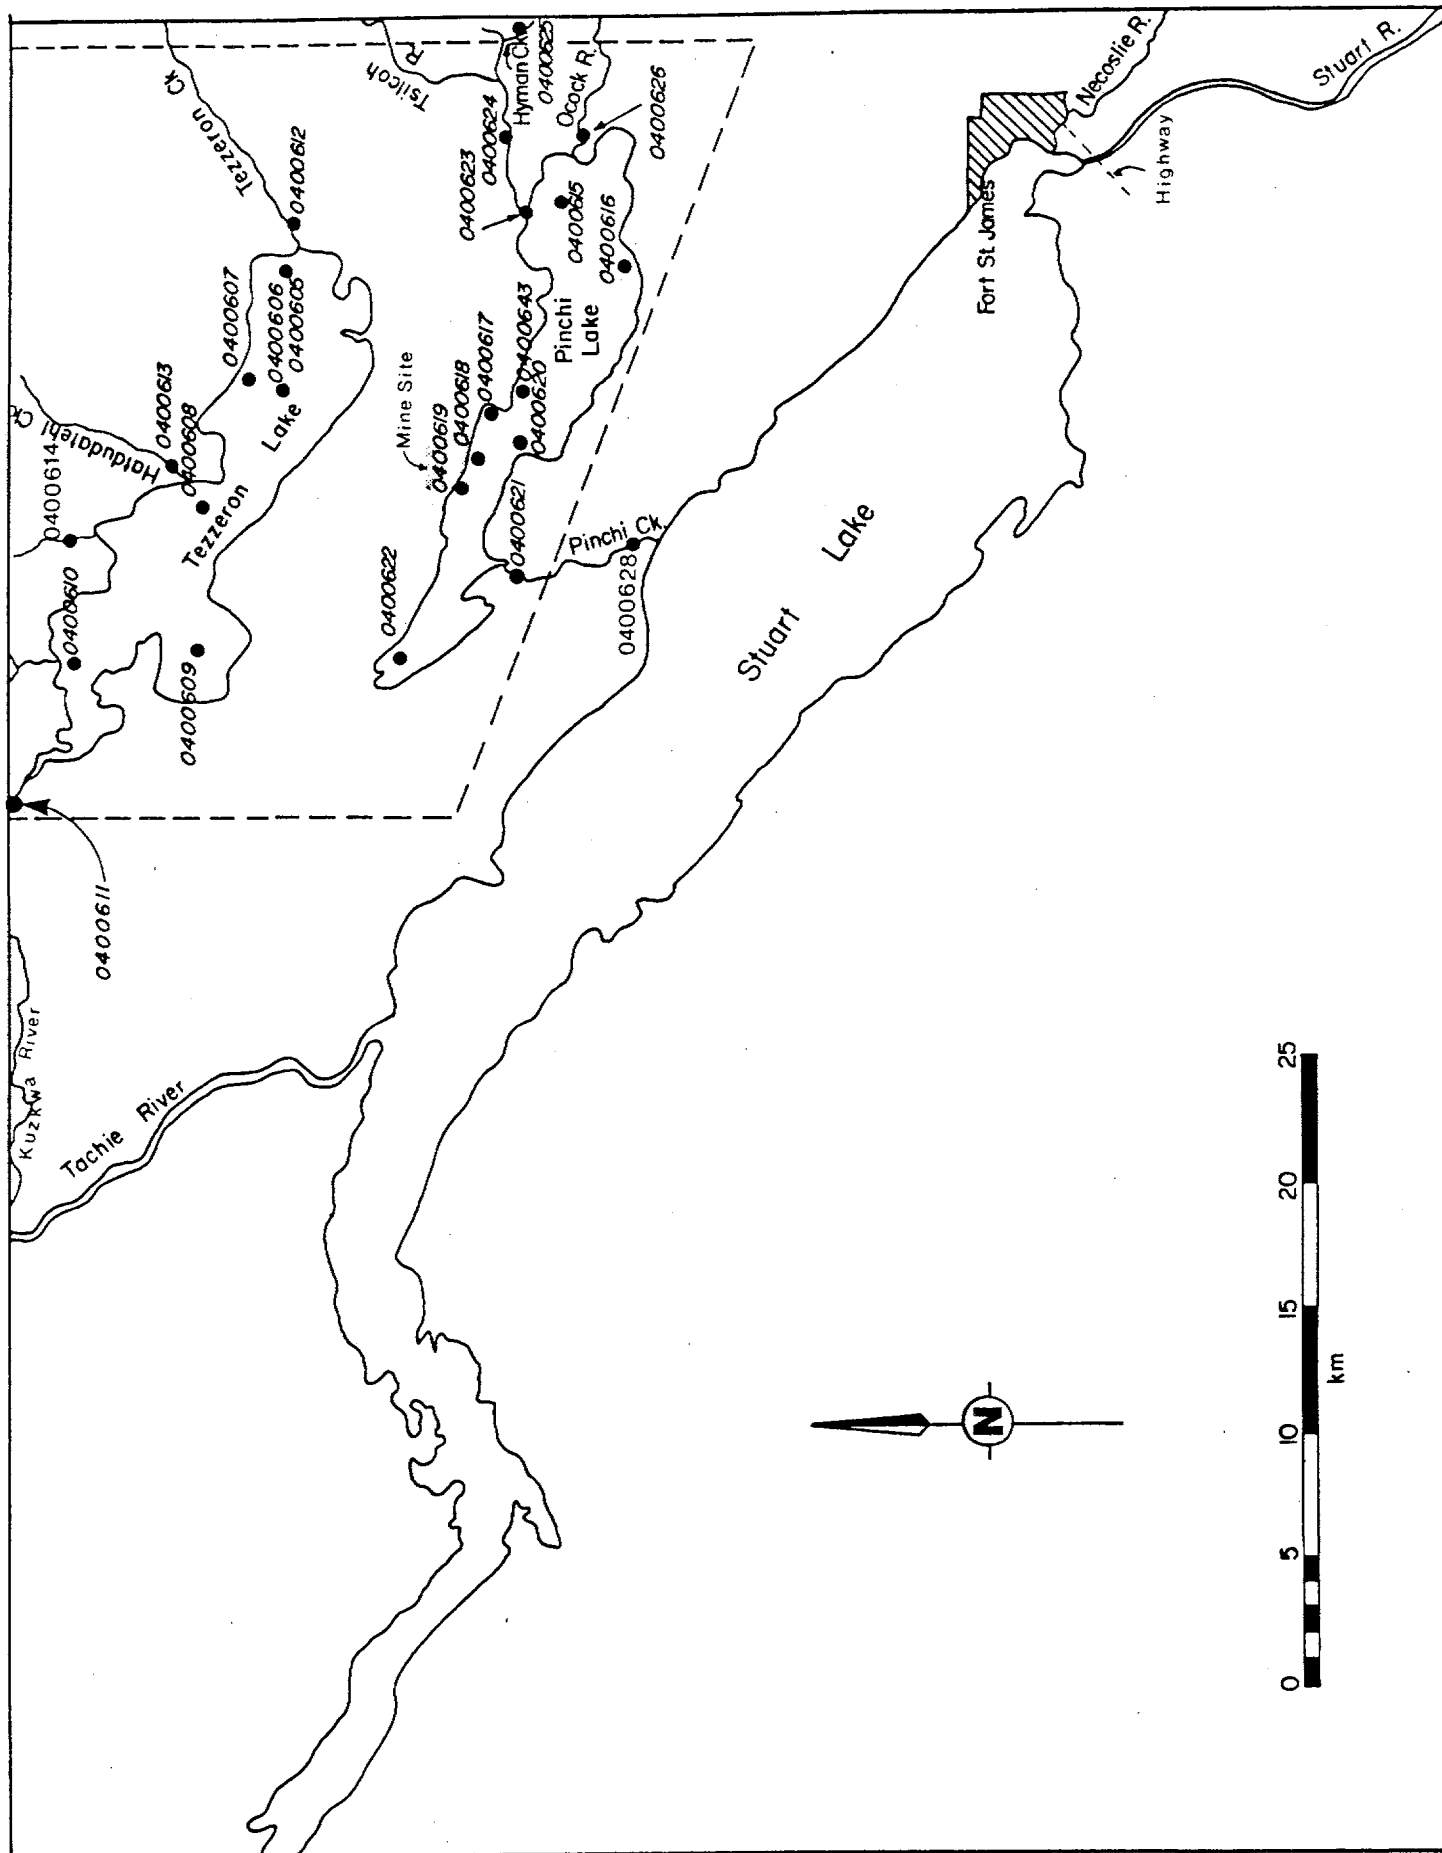 Tezzeron Ck
0400612
Tsilcoh R
Hyman Ck
0400625
Ocock R.
0400624
0400623
0400626
Necoslie R.
Stuart R.
Highway
Fort St. James
0400607
0400606
0400605
0400615
0400616
Pinchi
Lake
0400613
0400608
Hatdudatehl Ck
0400614
Tezzeron
Lake
Mine Site
0400619
0400618
0400617
0400643
0400620
0400621
0400622
0400610
0400609
Pinchi Ck.
0400628
Stuart
Lake
0400611
Kuzkwa River
Tachie River
N
0 5 10 15 20 25
km